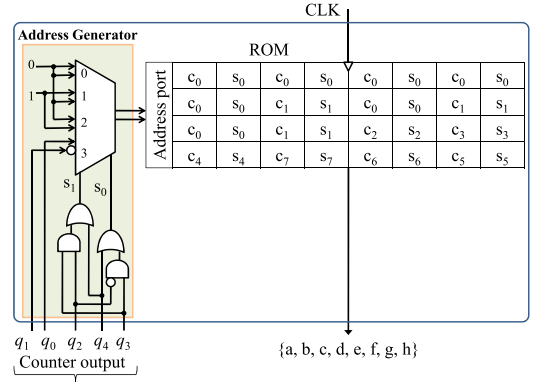 CLK
Address Generator
ROM
0
0
1
1
2
3
Address port
c0 s0 c0 s0 c0 s0 c0 s0
c0 s0 c1 s1 c0 s0 c1 s1
c0 s0 c1 s1 c2 s2 c3 s3
c4 s4 c7 s7 c6 s6 c5 s5
s1 s0
q1 q0 q2 q4 q3
Counter output
{a, b, c, d, e, f, g, h}